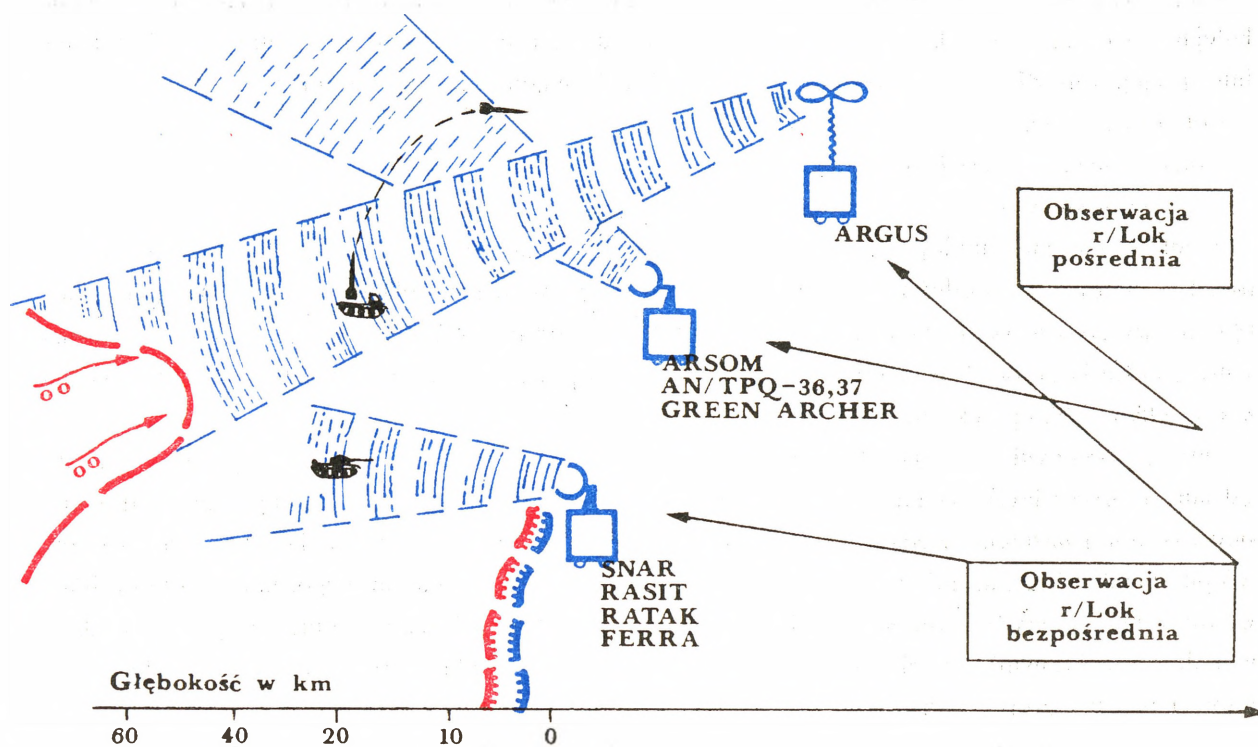 ARGUS
Obserwacja
r/Lok
pośrednia
ARSOM
AN/TPQ-36,37
GREEN ARCHER
SNAR
RASIT
RATAK
FERRA
Obserwacja
r/Lok
bezpośrednia
Głębokość w km
60 40 20 10 0